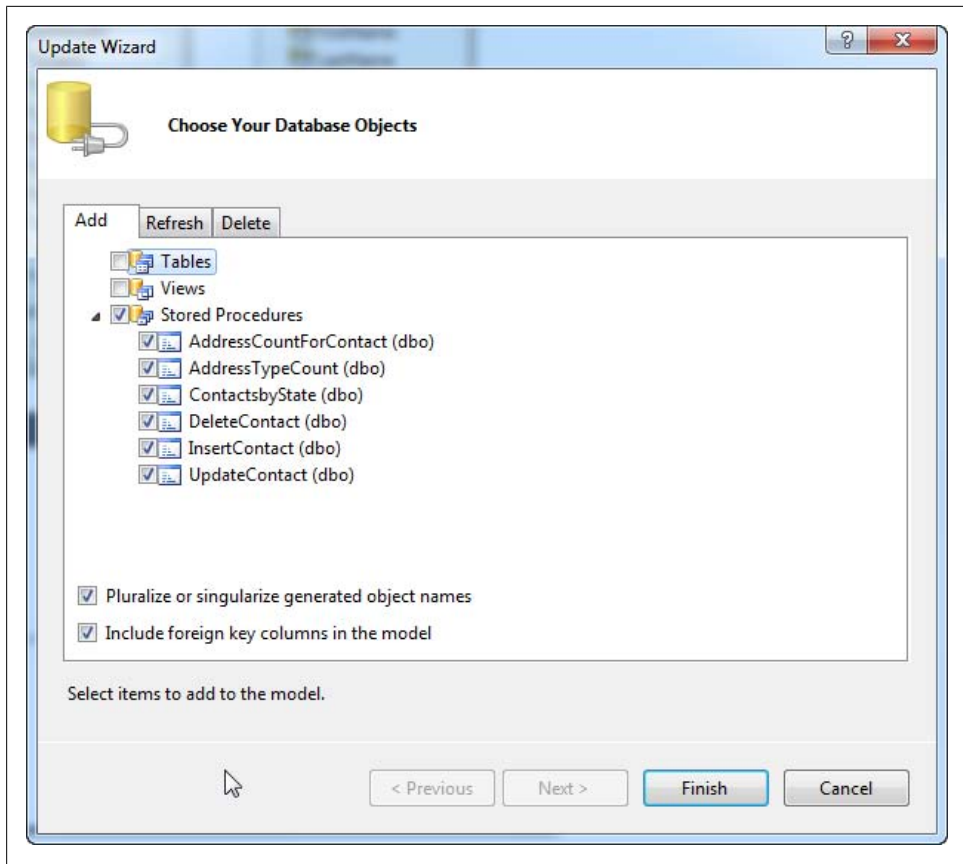 Update Wizard
Choose Your Database Objects
Add Refresh Delete
Tables
Views
Stored Procedures
AddressCountForContact (dbo)
AddressTypeCount (dbo)
ContactsbyState (dbo)
DeleteContact (dbo)
InsertContact (dbo)
UpdateContact (dbo)
Pluralize or singularize generated object names
Include foreign key columns in the model
Select items to add to the model.
< Previous Next > Finish Cancel